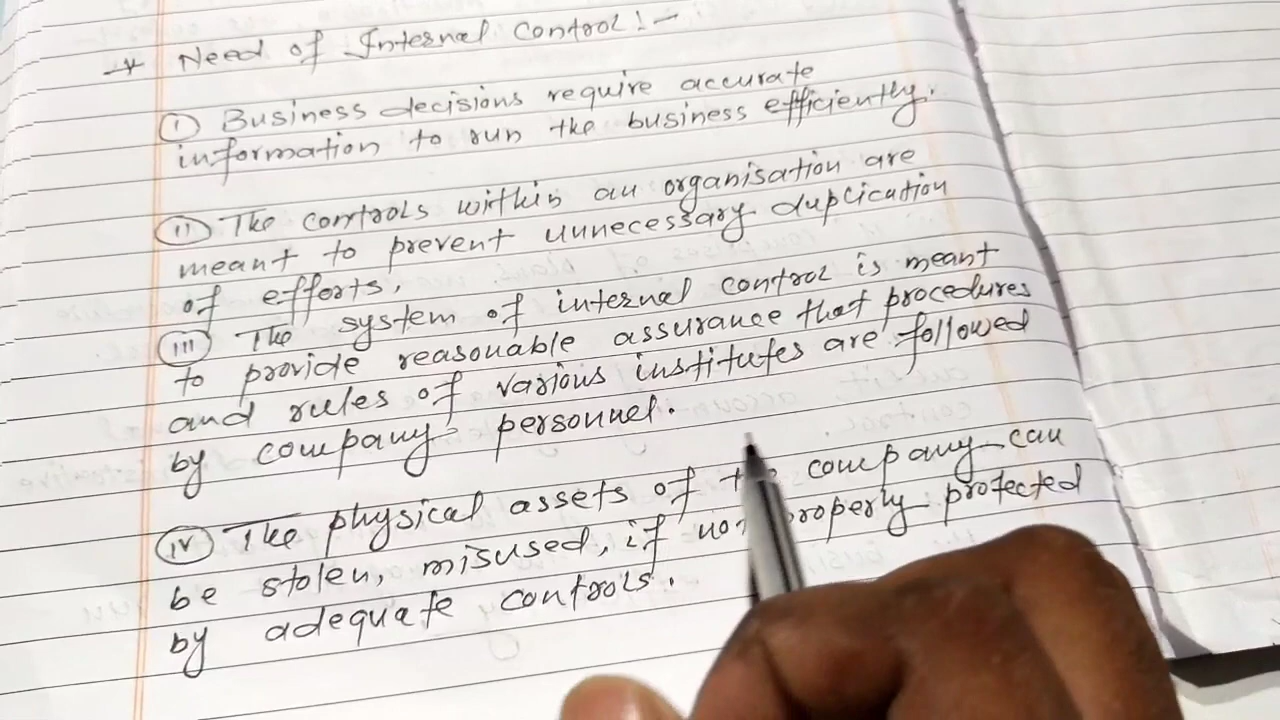 * Need of Internal Control :-
(i) Business decisions require accurate
information to run the business efficiently.
(ii) The controls within an organisation are
meant to prevent unnecessary duplication
of efforts.
(iii) The system of internal control is meant
to provide reasonable assurance that procedures
and rules of various institutes are followed
by company personnel.
(iv) The physical assets of the company can
be stolen, misused, if not properly protected
by adequate controls.